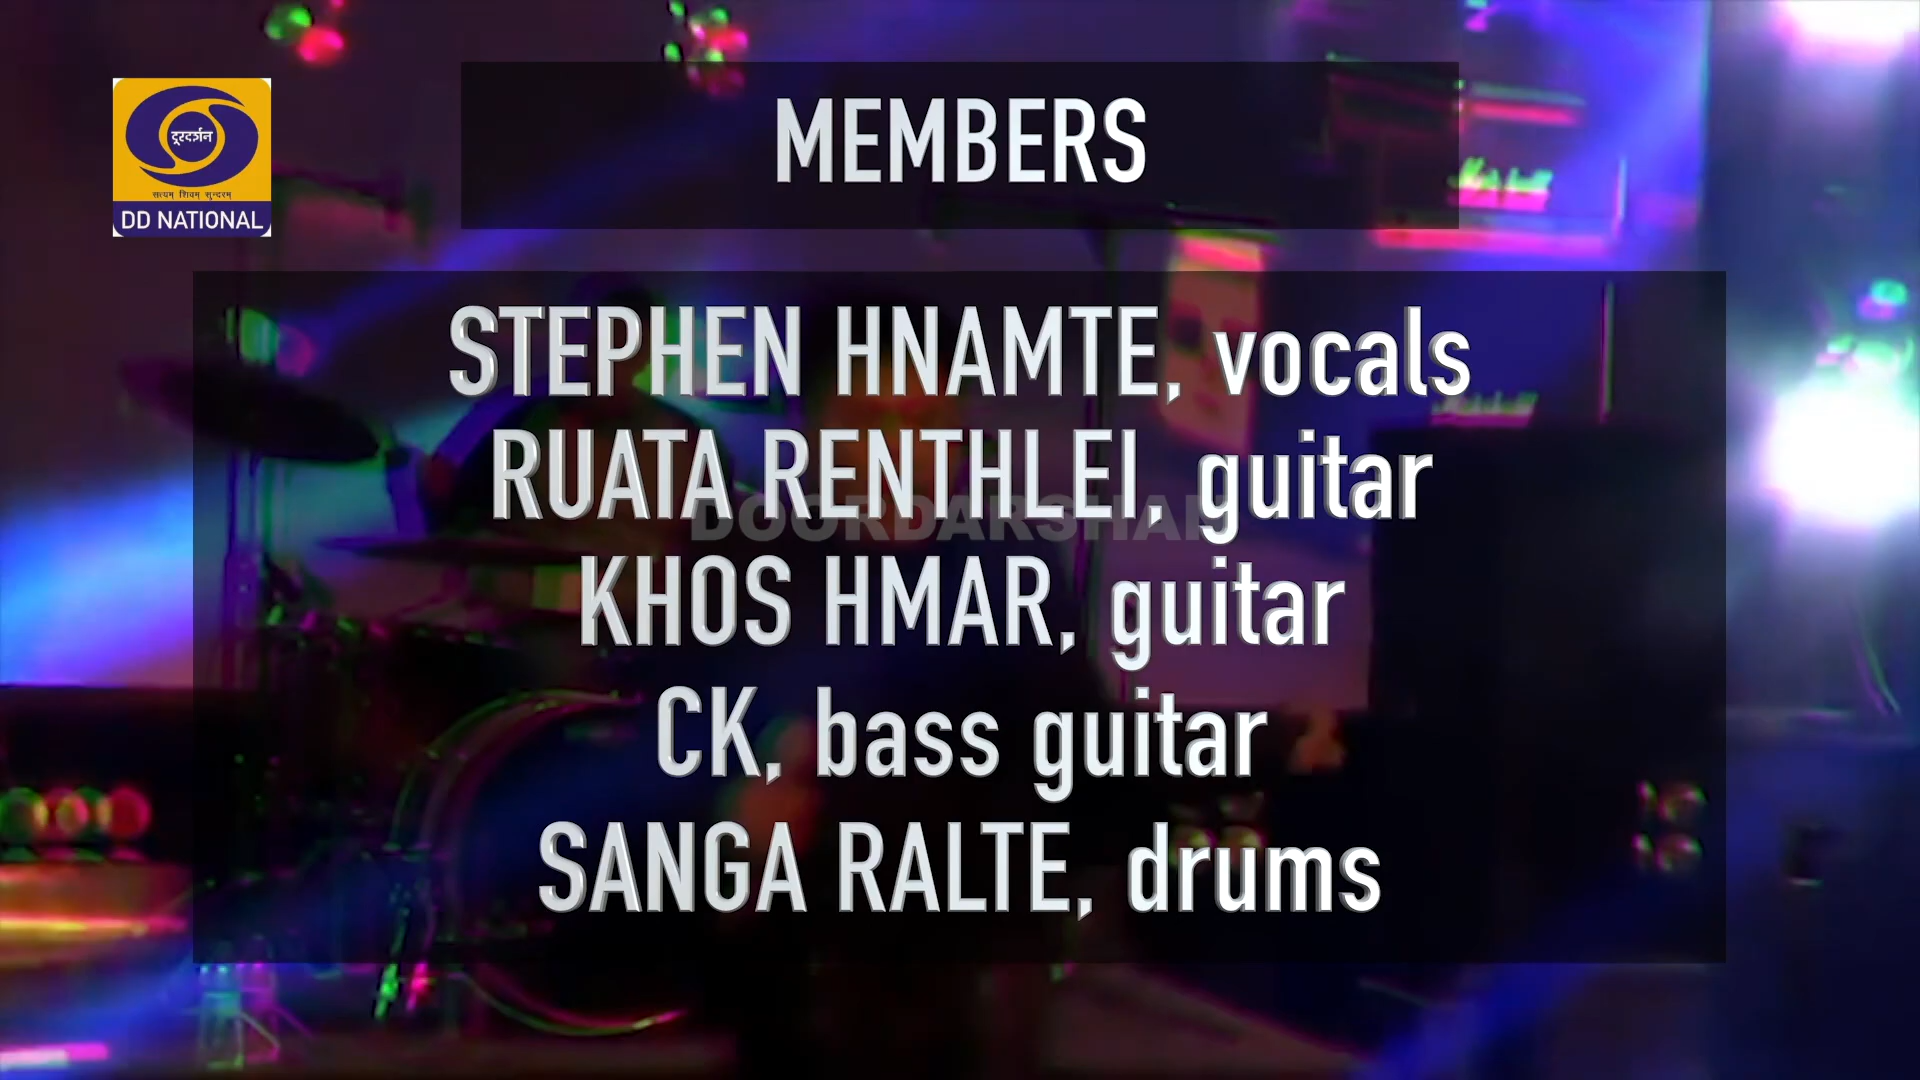 दूरदर्शन
सत्यम शिवम सुन्दरम
DD NATIONAL
MEMBERS
STEPHEN HNAMTE, vocals
RUATA RENTHLEI, guitar
DOORDARSHAN
KHOS HMAR, guitar
CK, bass guitar
SANGA RALTE, drums